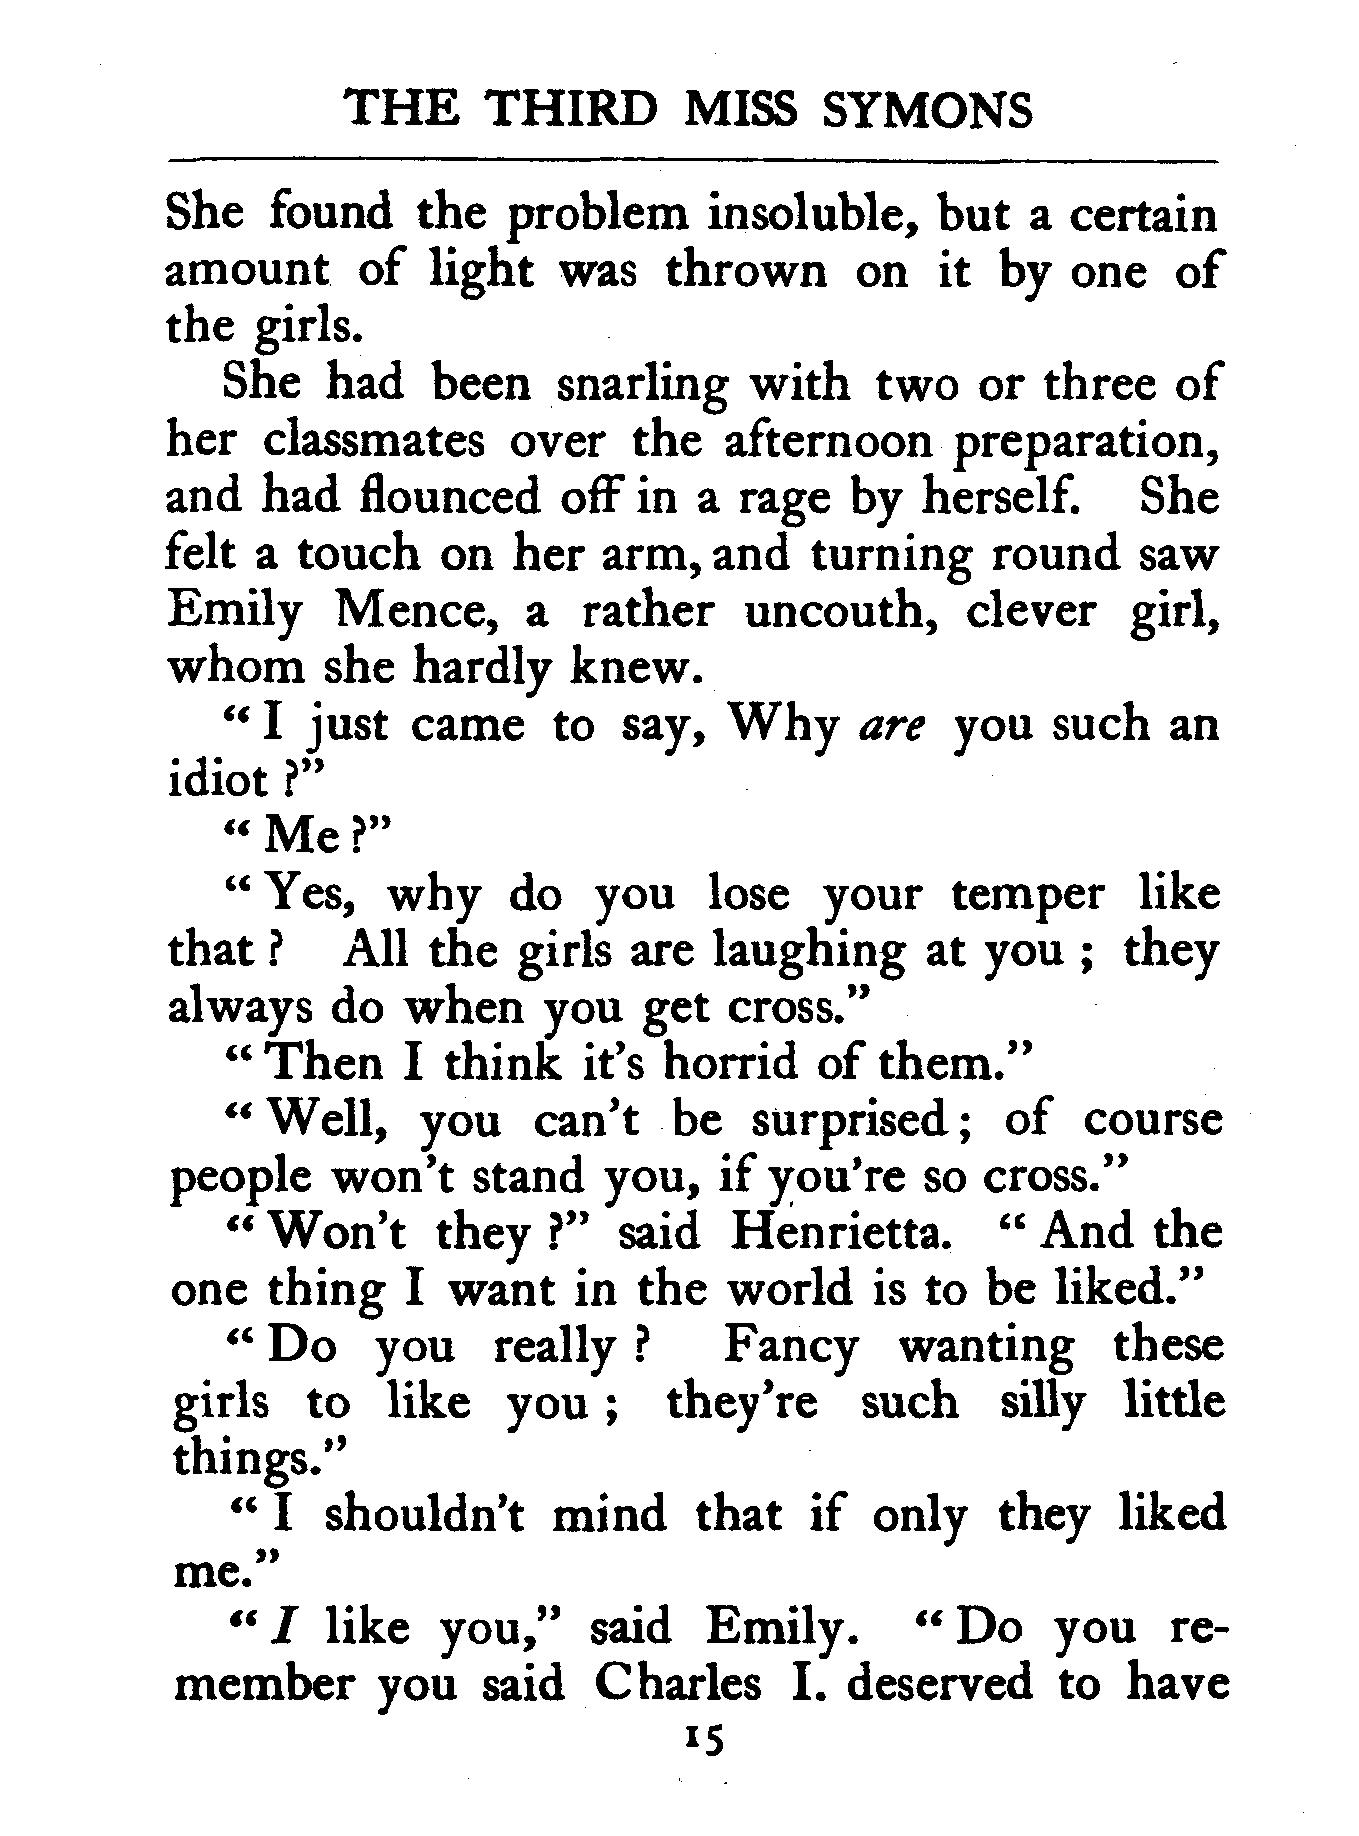 THE THIRD MISS SYMONS
She found the problem insoluble, but a certain
amount of light was thrown on it by one of
the girls.
She had been snarling with two or three of
her classmates over the afternoon preparation,
and had flounced off in a rage by herself. She
felt a touch on her arm, and turning round saw
Emily Mence, a rather uncouth, clever girl,
whom she hardly knew.
“ I just came to say, Why are you such an
idiot ?”
“ Me ?”
“ Yes, why do you lose your temper like
that ? All the girls are laughing at you ; they
always do when you get cross.”
“ Then I think it’s horrid of them.”
“ Well, you can’t be surprised ; of course
people won’t stand you, if you’re so cross.”
“ Won’t they ?” said Henrietta. “ And the
one thing I want in the world is to be liked.”
“ Do you really ? Fancy wanting these
girls to like you ; they’re such silly little
things.”
“ I shouldn’t mind that if only they liked
me.”
“ I like you,” said Emily. “ Do you re-
member you said Charles I. deserved to have
15